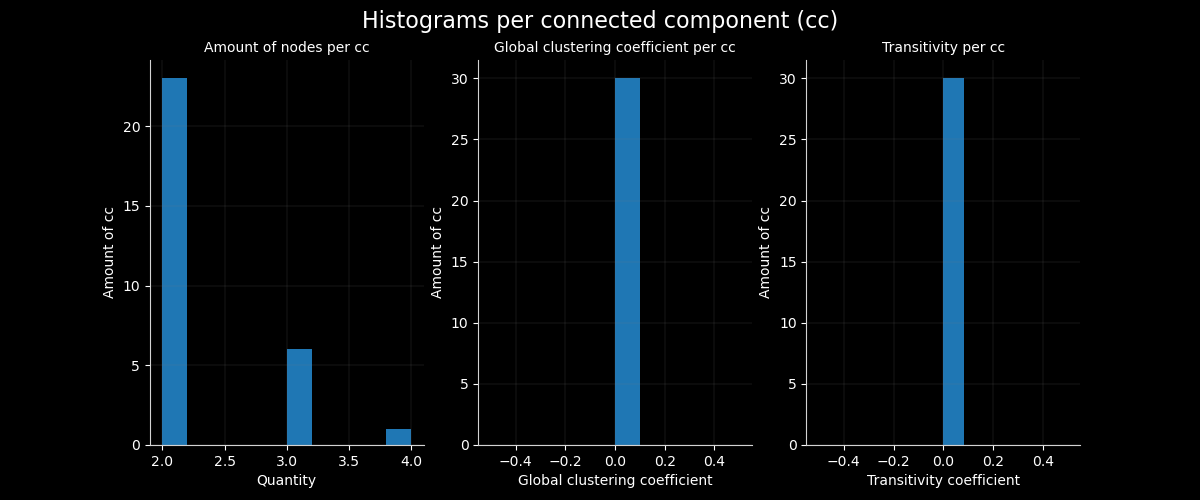 Histograms per connected component (cc)
Amount of nodes per cc
Global clustering coefficient per cc
Transitivity per cc
Amount of cc
20
15
10
5
0
2.0 2.5 3.0 3.5 4.0
Quantity
Amount of cc
30
25
20
15
10
5
0
−0.4 −0.2 0.0 0.2 0.4
Global clustering coefficient
Amount of cc
30
25
20
15
10
5
0
−0.4 −0.2 0.0 0.2 0.4
Transitivity coefficient